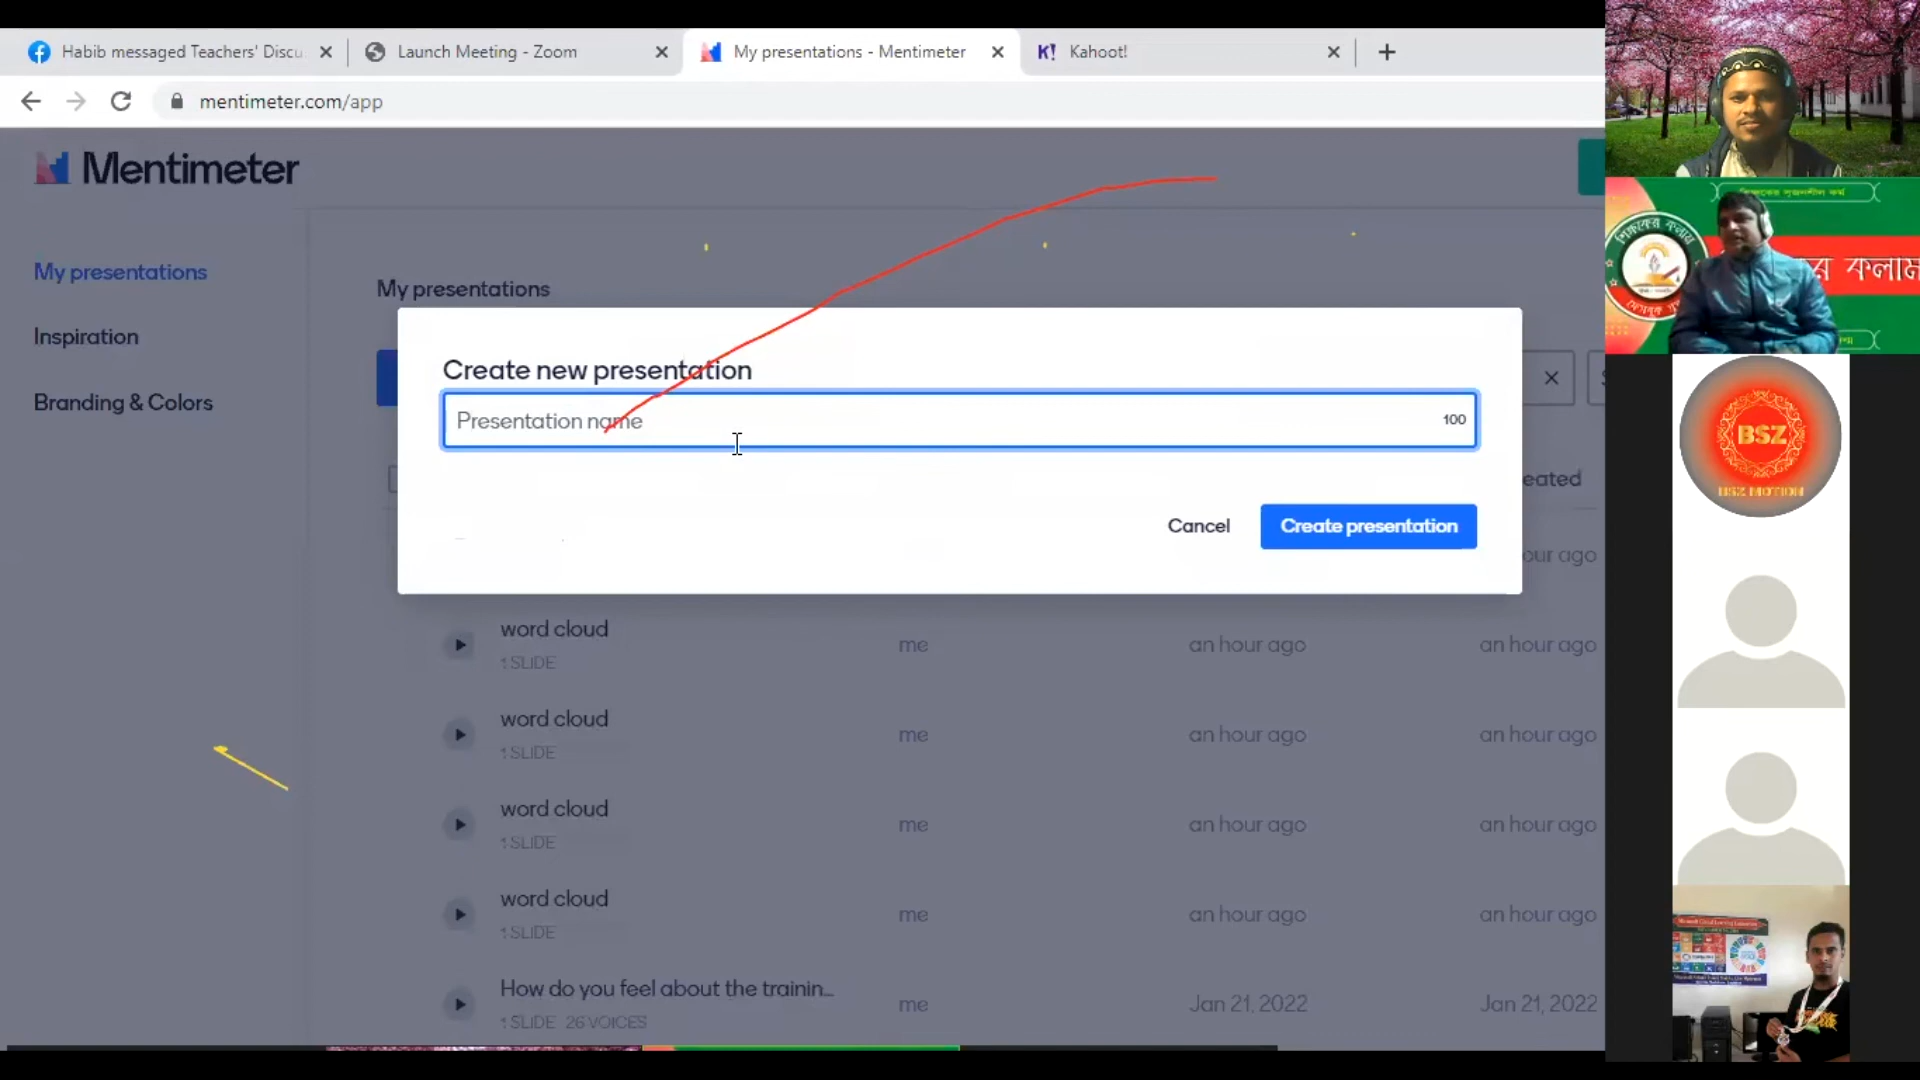 Habib messaged Teachers' Discu
Launch Meeting - Zoom
My presentations - Mentimeter
K! Kahoot!
mentimeter.com/app
Mentimeter
My presentations
Inspiration
Branding & Colors
My presentations
Create new presentation
Presentation name
100
Cancel
Create presentation
eated
our ago
word cloud
1 SLIDE
me
an hour ago
an hour ago
word cloud
1 SLIDE
me
an hour ago
an hour ago
word cloud
1 SLIDE
me
an hour ago
an hour ago
word cloud
1 SLIDE
me
an hour ago
an hour ago
How do you feel about the trainin...
1 SLIDE 26 VOICES
me
Jan 21, 2022
Jan 21, 2022
শিক্ষকের কলাম
র কলাম
BSZ
BSZ MOTION